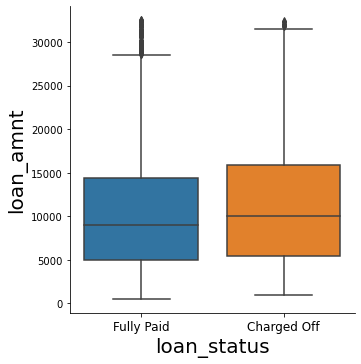 loan_amnt
30000
25000
20000
15000
10000
5000
0
Fully Paid
Charged Off
loan_status